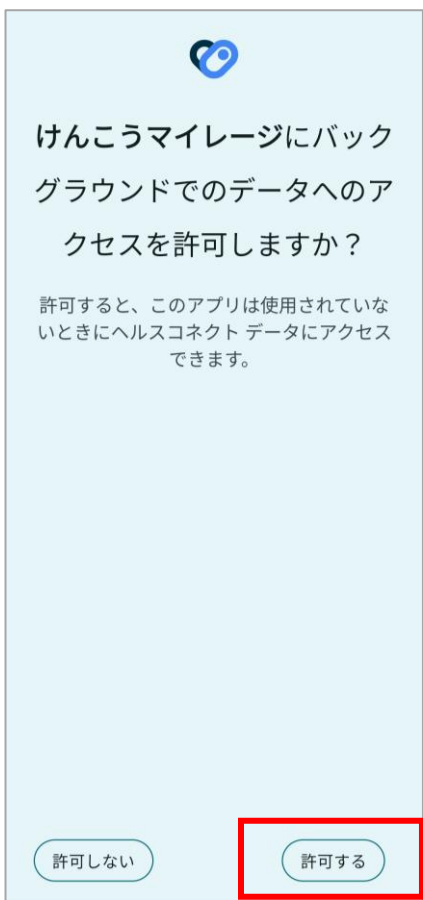 けんこうマイレージにバック
グラウンドでのデータへのア
クセスを許可しますか？
許可すると、このアプリは使用されていな
いときにヘルスコネクト データにアクセス
できます。
許可しない
許可する